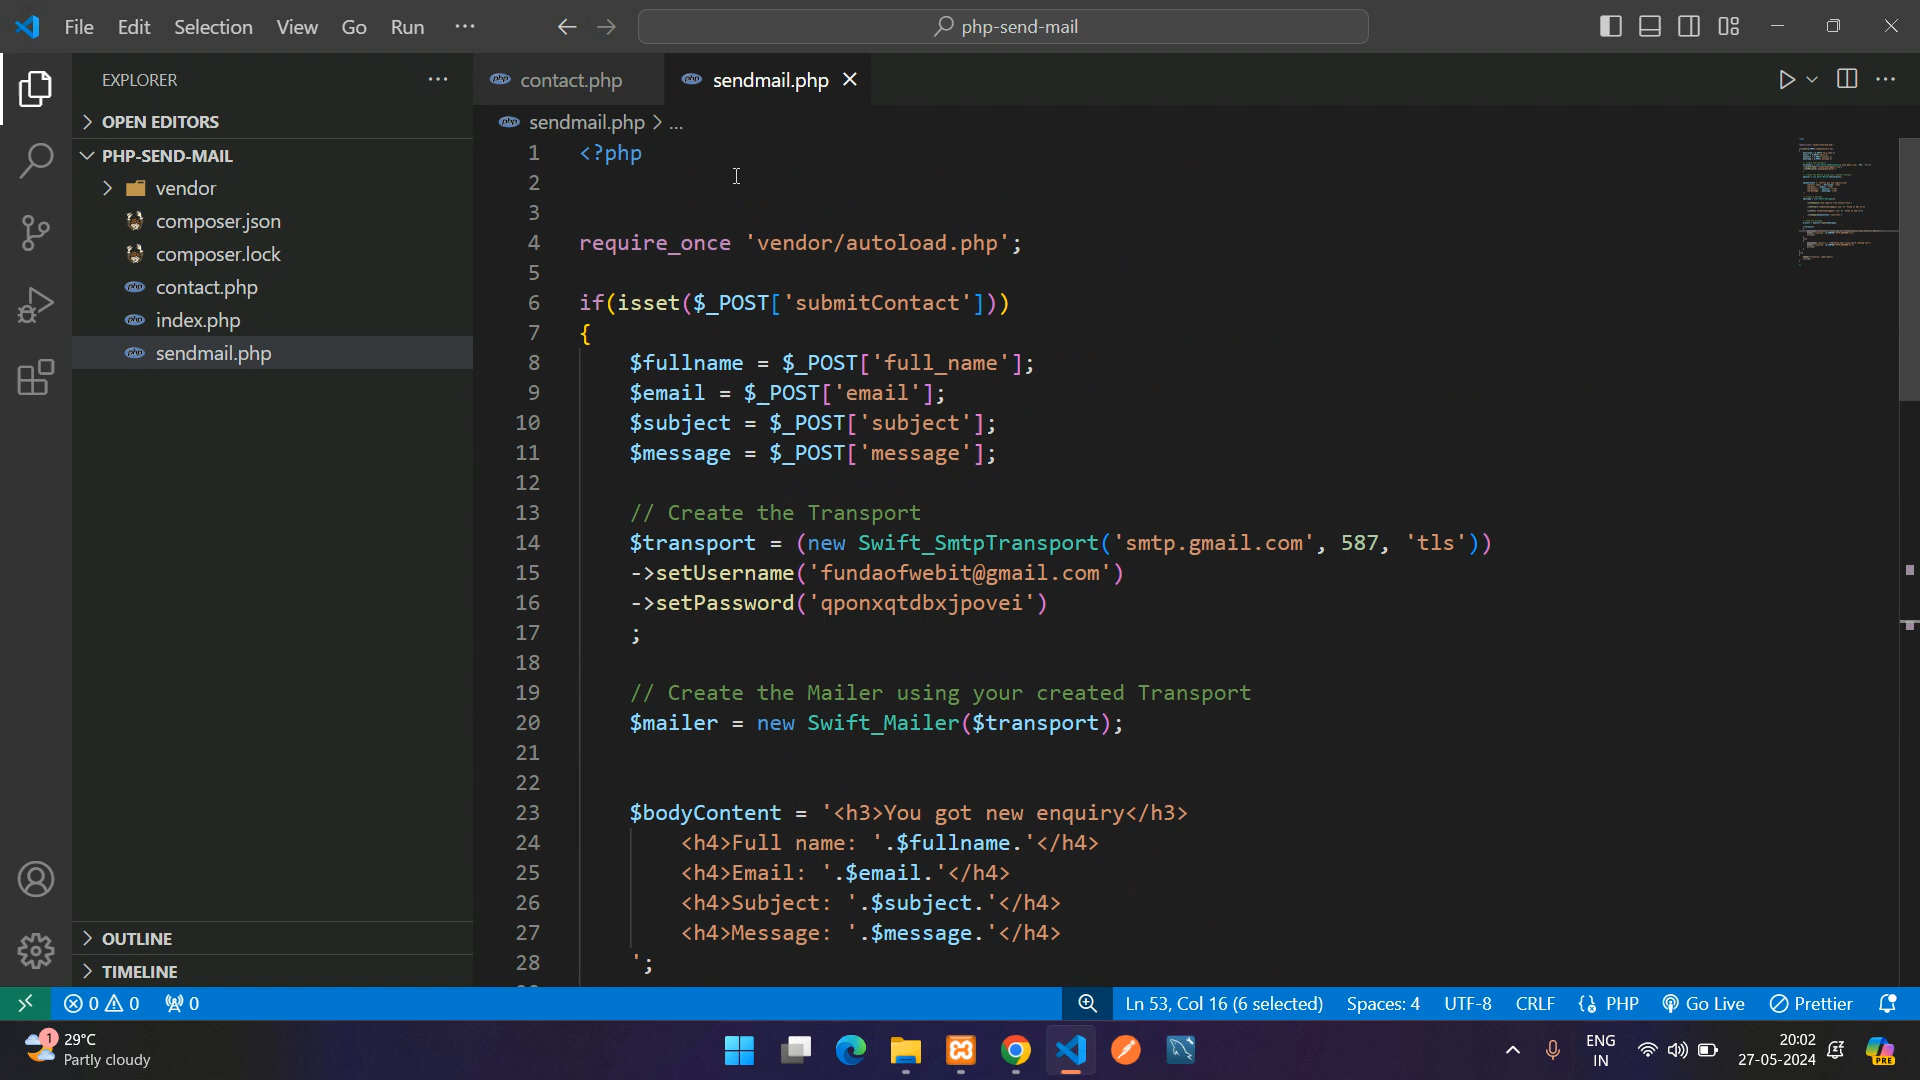 File Edit Selection View Go Run ···
php-send-mail
EXPLORER ···
OPEN EDITORS
PHP-SEND-MAIL
vendor
composer.json
composer.lock
contact.php
index.php
sendmail.php
OUTLINE
TIMELINE
php contact.php
php sendmail.php
php sendmail.php > ...
1 <?php
2
3
4 require_once 'vendor/autoload.php';
5
6 if(isset($_POST['submitContact']))
7 {
8 $fullname = $_POST['full_name'];
9 $email = $_POST['email'];
10 $subject = $_POST['subject'];
11 $message = $_POST['message'];
12
13 // Create the Transport
14 $transport = (new Swift_SmtpTransport('smtp.gmail.com', 587, 'tls'))
15 ->setUsername('fundaofwebit@gmail.com')
16 ->setPassword('qponxqtdbxjpovei')
17 ;
18
19 // Create the Mailer using your created Transport
20 $mailer = new Swift_Mailer($transport);
21
22
23 $bodyContent = '<h3>You got new enquiry</h3>
24 <h4>Full name: '.$fullname.'</h4>
25 <h4>Email: '.$email.'</h4>
26 <h4>Subject: '.$subject.'</h4>
27 <h4>Message: '.$message.'</h4>
28 ';
0 0 0
Ln 53, Col 16 (6 selected) Spaces: 4 UTF-8 CRLF PHP Go Live Prettier
1 29°C
Partly cloudy
ENG
IN
20:02
27-05-2024
PRE